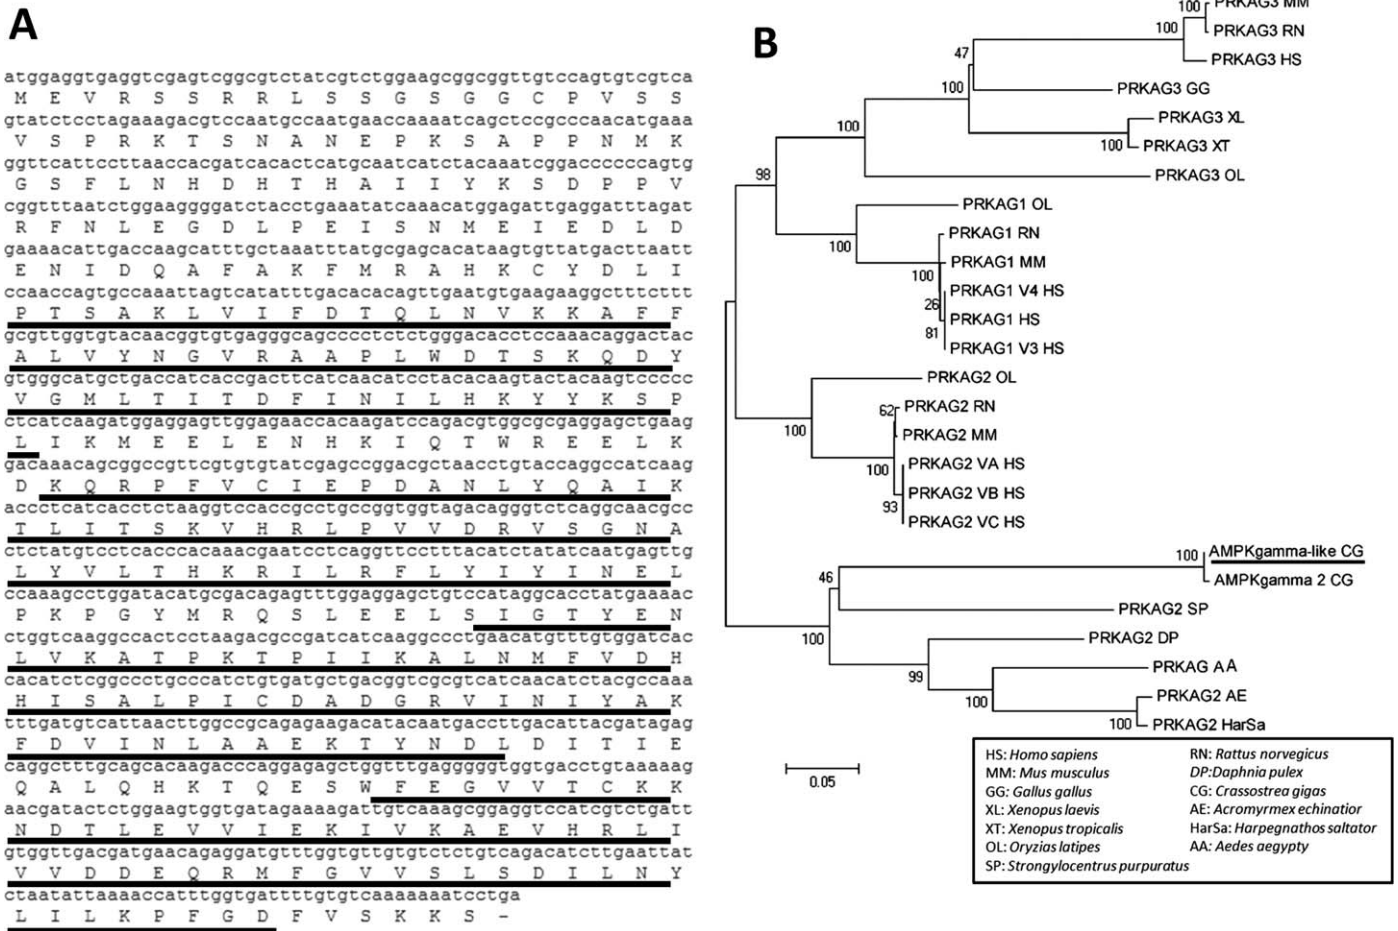 A
atggaggtgaggtcgagtcggcgtctatcgtctggaagcggcggttgtccagtgtcgtca
M E V R S S R R L S S G S G G C P V S S
gtatctcctagaaagacgtccaatgccaatgaaccaaaatcagctccgcccaacatgaaa
V S P R K T S N A N E P K S A P P N M K
ggttcattccttaaccacgatcacactcatgcaatcatctacaaatcggaccccccagtg
G S F L N H D H T H A I I Y K S D P P V
cggtttaatctggaaggggatctacctgaaatatcaaacatggagattgaggatttagat
R F N L E G D L P E I S N M E I E D L D
gaaaacattgaccaagcatttgctaaatttatgcgagcacataagtgttatgacttaatt
E N I D Q A F A K F M R A H K C Y D L I
ccaaccagtgccaaattagtcatatttgacacacagttgaatgtgaagaaggctttcttt
P T S A K L V I F D T Q L N V K K A F F
gcgttggtgtacaacggtgtgagggcagcccctctctgggacacctccaaacaggactac
A L V Y N G V R A A P L W D T S K Q D Y
gtgggcatgctgaccatcaccgacttcatcaacatcctacacaagtactacaagtccccc
V G M L T I T D F I N I L H K Y Y K S P
ctcatcaagatggaggagttggagaaccacaagatccagacgtggcgcgaggagctgaag
L I K M E E L E N H K I Q T W R E E L K
gacaaacagcggccgttcgtgtgtatcgagccggacgctaacctgtaccaggccatcaag
D K Q R P F V C I E P D A N L Y Q A I K
accctcatcacctctaaggtccaccgcctgccggtggtagacagggtctcaggcaacgcc
T L I T S K V H R L P V V D R V S G N A
ctctatgtcctcacccacaaacgaatcctcaggttcctttacatctatatcaatgagttg
L Y V L T H K R I L R F L Y I Y I N E L
ccaaagcctggatacatgcgacagagtttggaggagctgtccataggcacctatgaaaac
P K P G Y M R Q S L E E L S I G T Y E N
ctggtcaaggccactcctaagacgccgatcatcaaggccctgaacatgtttgtggatcac
L V K A T P K T P I I K A L N M F V D H
cacatctcggccctgcccatctgtgatgctgacggtcgcgtcatcaacatctacgccaaa
H I S A L P I C D A D G R V I N I Y A K
tttgatgtcattaacttggccgcagagaagacatacaatgaccttgacattacgatagag
F D V I N L A A E K T Y N D L D I T I E
caggctttgcagcacaagacccaggagagctggtttgagggggtggtgacctgtaaaaag
Q A L Q H K T Q E S W F E G V V T C K K
aacgatactctggaagtggtgatagaaaagattgtcaaagcggaggtccatcgtctgatt
N D T L E V V I E K I V K A E V H R L I
gtggttgacgatgaacagaggatgtttggtgttgtgtctctgtcagacatcttgaattat
V V D D E Q R M F G V V S L S D I L N Y
ctaatattaaaaccatttggtgattttgtgtcaaaaaaatcctga
L I L K P F G D F V S K K S -
B
100 PRKAG3 MM
100 PRKAG3 RN
PRKAG3 HS
47
100 PRKAG3 GG
PRKAG3 XL
100 PRKAG3 XT
100
PRKAG3 OL
98
PRKAG1 OL
100
PRKAG1 RN
100 PRKAG1 MM
PRKAG1 V4 HS
26
PRKAG1 HS
81
PRKAG1 V3 HS
PRKAG2 OL
100
62 PRKAG2 RN
PRKAG2 MM
100
PRKAG2 VA HS
PRKAG2 VB HS
93
PRKAG2 VC HS
100 AMPKgamma-like CG
AMPKgamma 2 CG
46
PRKAG2 SP
100
PRKAG2 DP
99
PRKAG AA
100
PRKAG2 AE
100 PRKAG2 HarSa
0.05
HS: Homo sapiens
MM: Mus musculus
GG: Gallus gallus
XL: Xenopus laevis
XT: Xenopus tropicalis
OL: Oryzias latipes
SP: Strongylocentrus purpuratus
RN: Rattus norvegicus
DP:Daphnia pulex
CG: Crassostrea gigas
AE: Acromyrmex echinatior
HarSa: Harpegnathos saltator
AA: Aedes aegypty